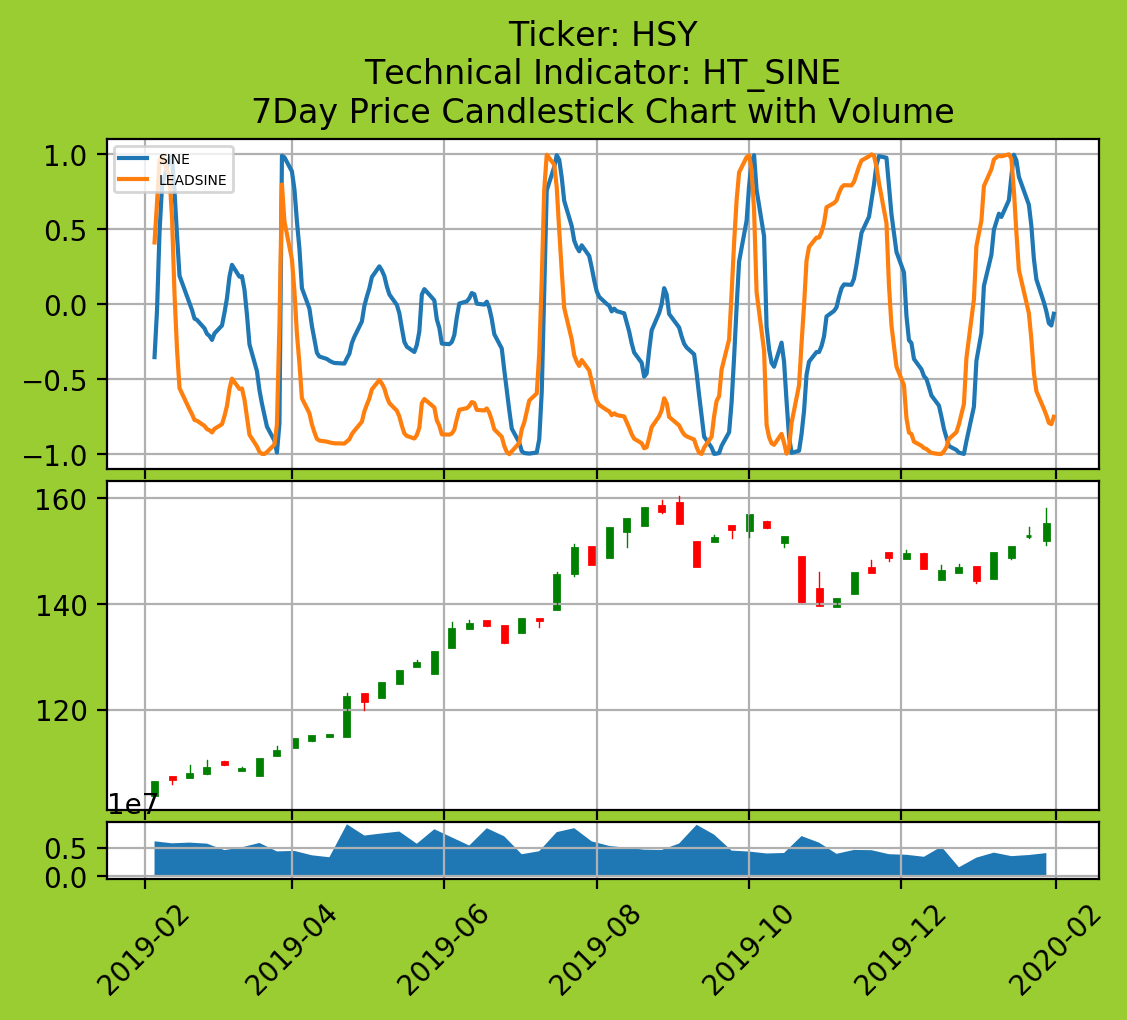 Ticker: HSY
Technical Indicator: HT_SINE
7Day Price Candlestick Chart with Volume
SINE
LEADSINE
1.0
0.5
0.0
−0.5
−1.0
160
140
120
1e7
0.5
0.0
2019-02
2019-04
2019-06
2019-08
2019-10
2019-12
2020-02